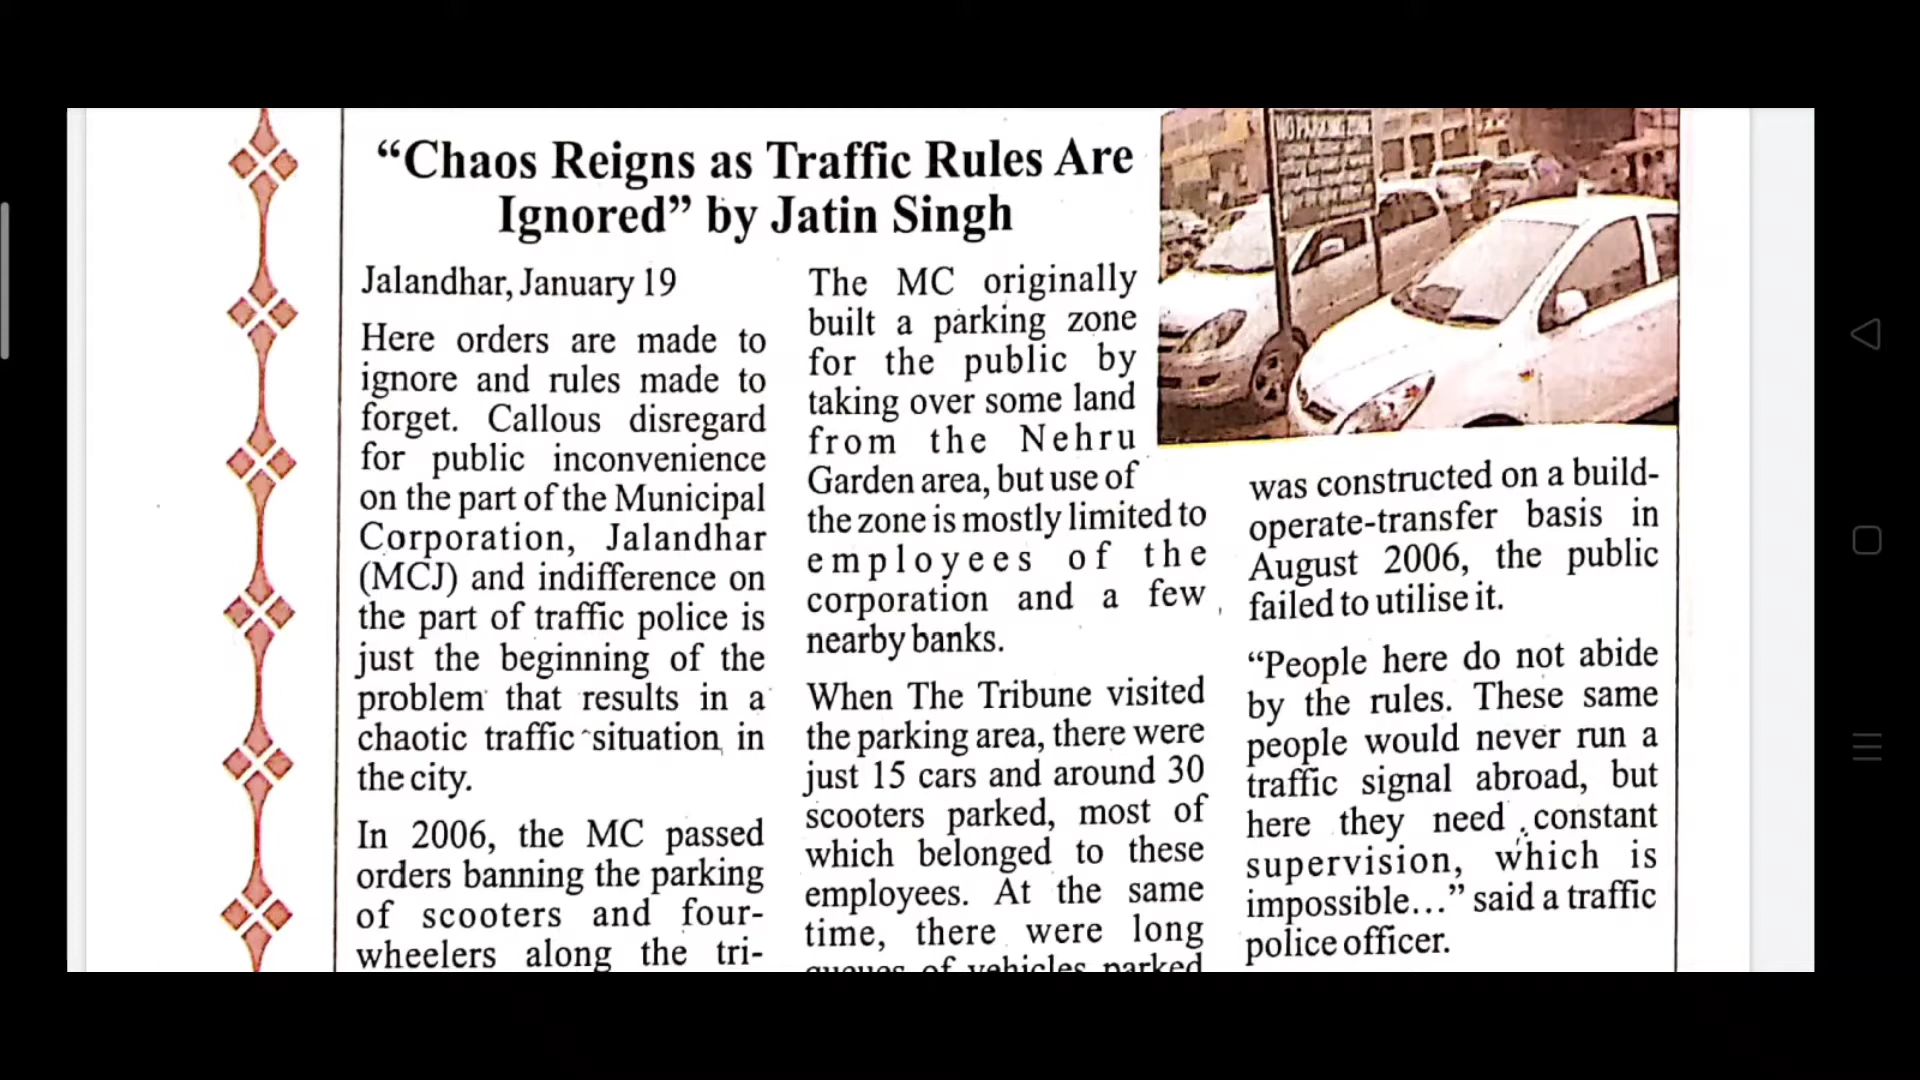 “Chaos Reigns as Traffic Rules Are
Ignored” by Jatin Singh
Jalandhar, January 19
Here orders are made to
ignore and rules made to
forget. Callous disregard
for public inconvenience
on the part of the Municipal
Corporation, Jalandhar
(MCJ) and indifference on
the part of traffic police is
just the beginning of the
problem that results in a
chaotic traffic situation in
the city.
In 2006, the MC passed
orders banning the parking
of scooters and four-
wheelers along the tri-
The MC originally
built a parking zone
for the public by
taking over some land
from the Nehru
Garden area, but use of
the zone is mostly limited to
employees of the
corporation and a few
nearby banks.
When The Tribune visited
the parking area, there were
just 15 cars and around 30
scooters parked, most of
which belonged to these
employees. At the same
time, there were long
queues of vehicles parked
NO PARKING ZONE
was constructed on a build-
operate-transfer basis in
August 2006, the public
failed to utilise it.
“People here do not abide
by the rules. These same
people would never run a
traffic signal abroad, but
here they need constant
supervision, which is
impossible...” said a traffic
police officer.